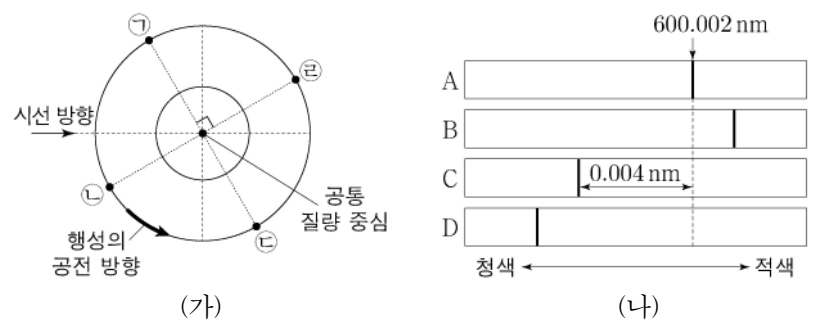 ㉠
㉣
시선 방향
㉡
행성의
공전 방향
공통
질량 중심
㉢
(가)
600.002 nm
A
B
C
0.004 nm
D
청색
적색
(나)